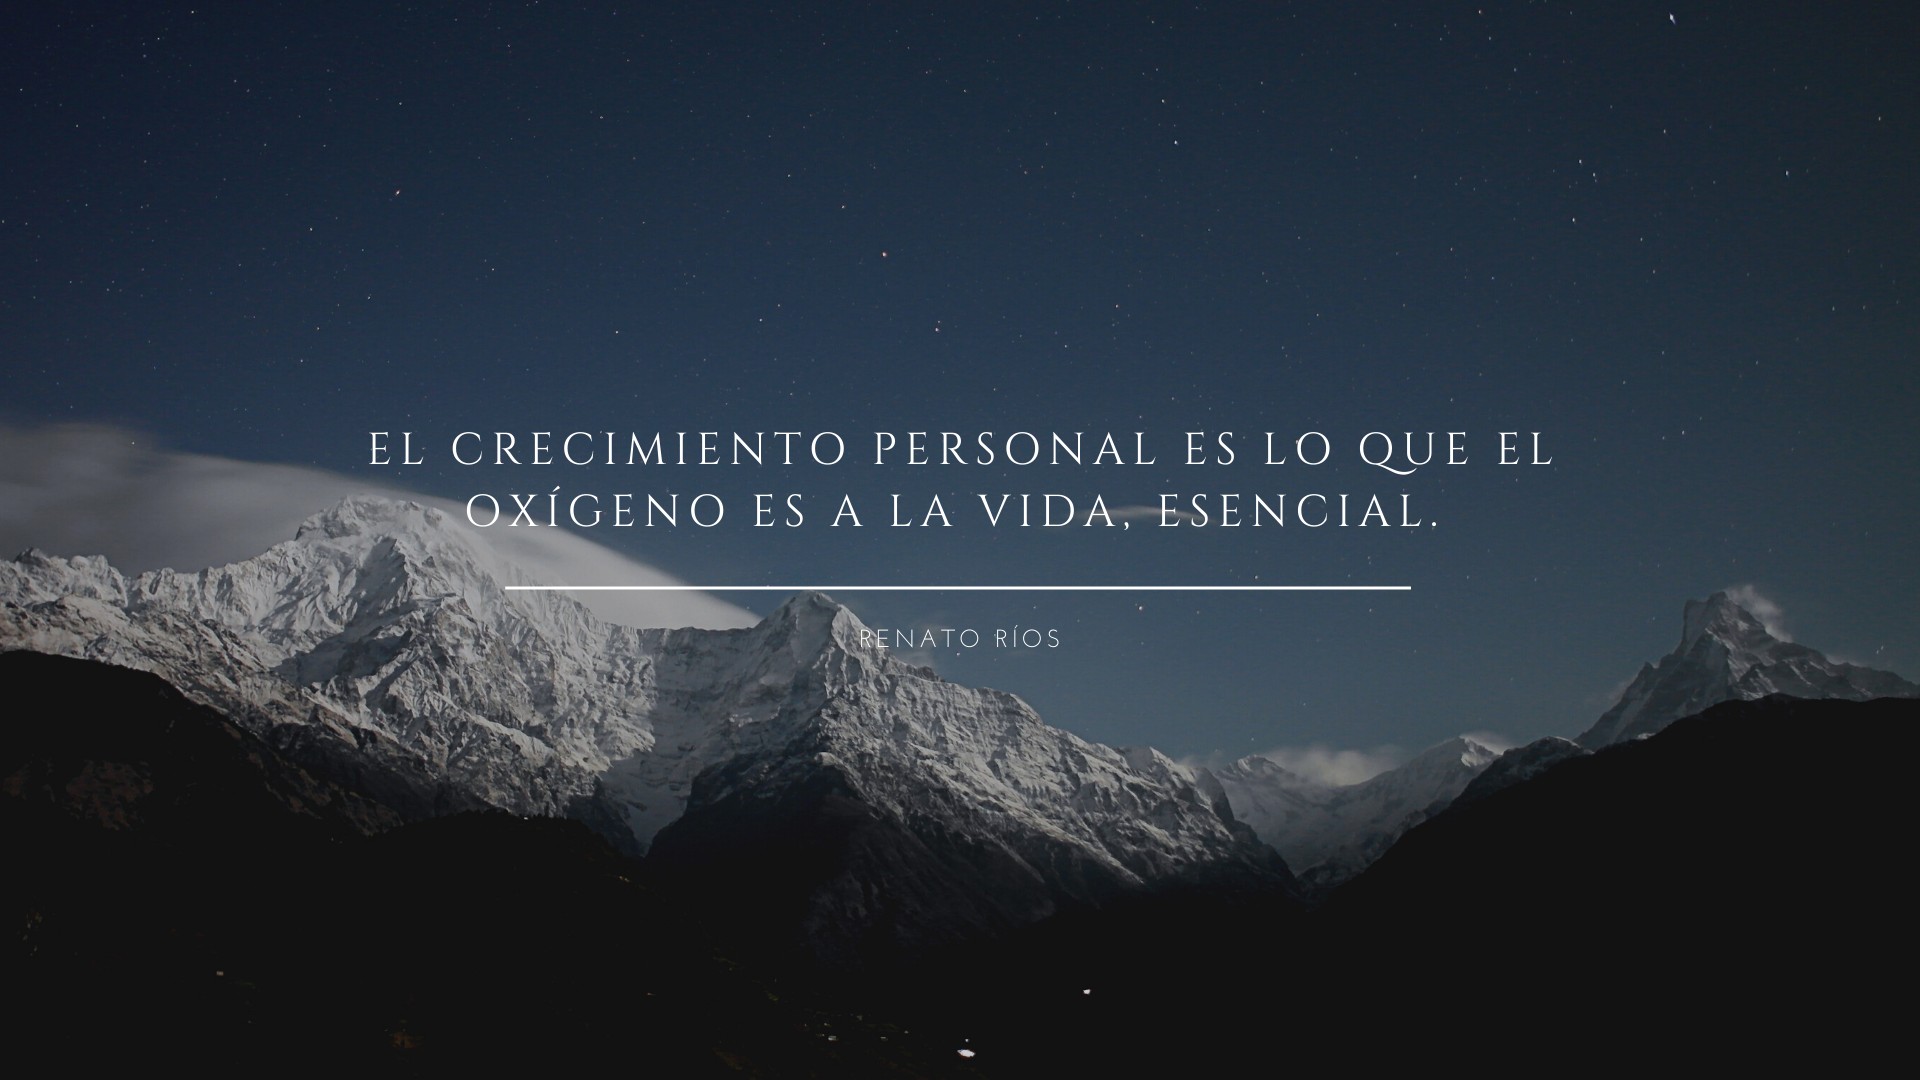 EL CRECIMIENTO PERSONAL ES LO QUE EL
OXÍGENO ES A LA VIDA, ESENCIAL.
RENATO RÍOS